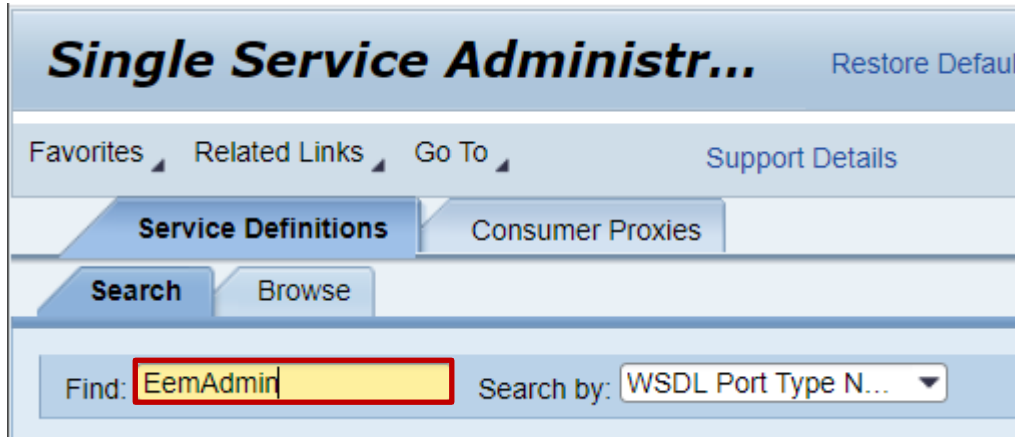 Single Service Administr... Restore Defaul
Favorites Related Links Go To Support Details
Service Definitions Consumer Proxies
Search Browse
Find: EemAdmin Search by: WSDL Port Type N...